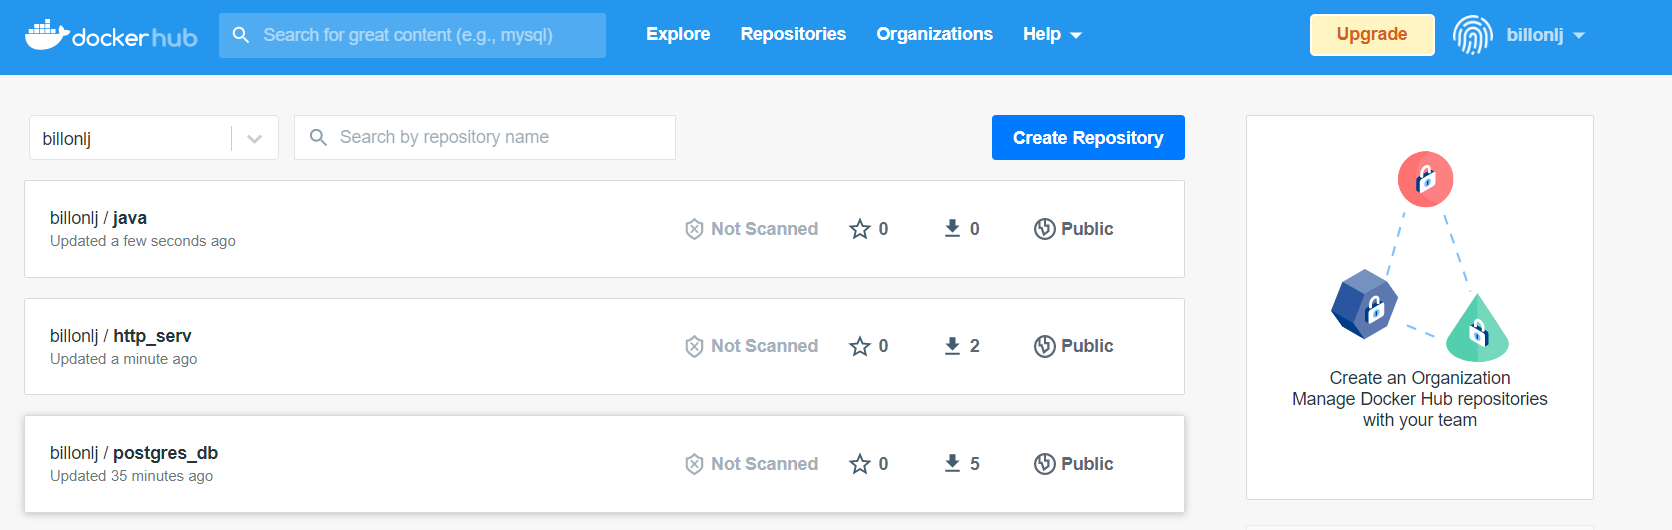 docker hub
Search for great content (e.g., mysql)
Explore
Repositories
Organizations
Help
Upgrade
billonlj
billonlj
Search by repository name
Create Repository
billonlj / java
Updated a few seconds ago
Not Scanned
0
0
Public
billonlj / http_serv
Updated a minute ago
Not Scanned
0
2
Public
billonlj / postgres_db
Updated 35 minutes ago
Not Scanned
0
5
Public
Create an Organization
Manage Docker Hub repositories
with your team